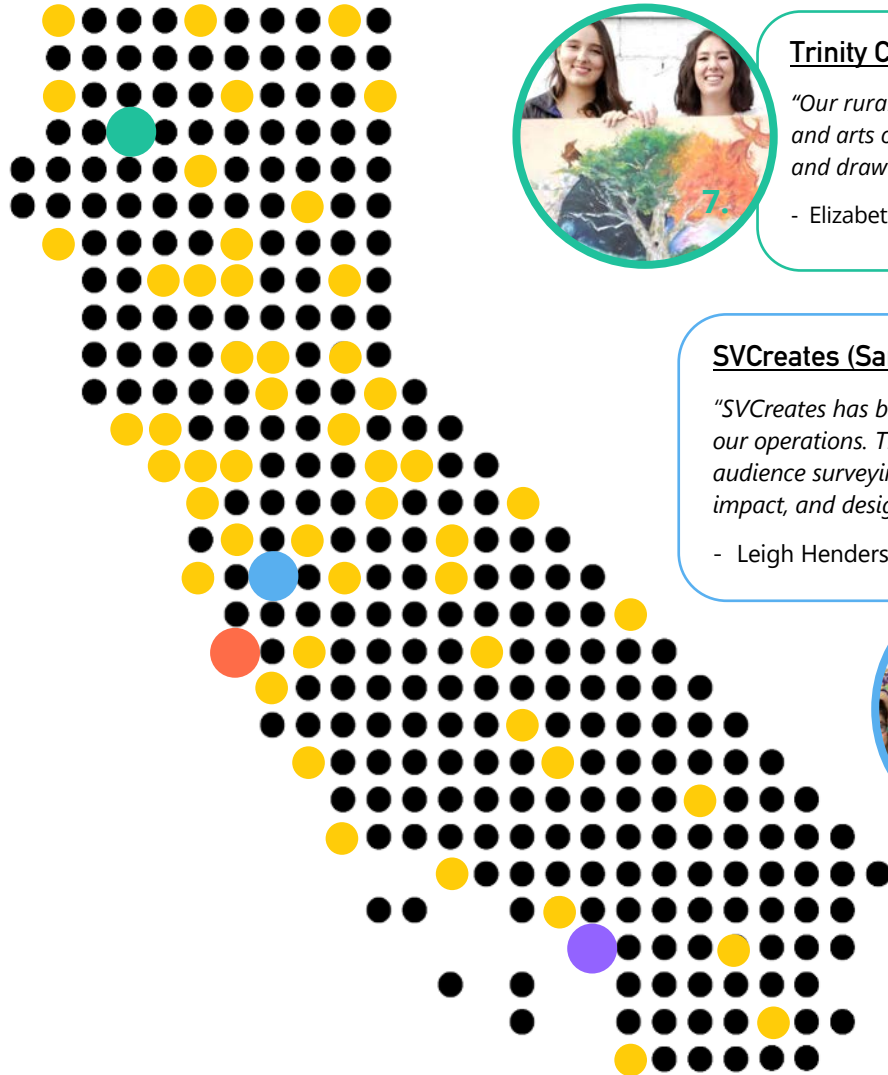 Trinity C
“Our rura
and arts o
and draw
- Elizabet
7.
SVCreates (Sa
“SVCreates has b
our operations. T
audience surveyin
impact, and desig
- Leigh Henders